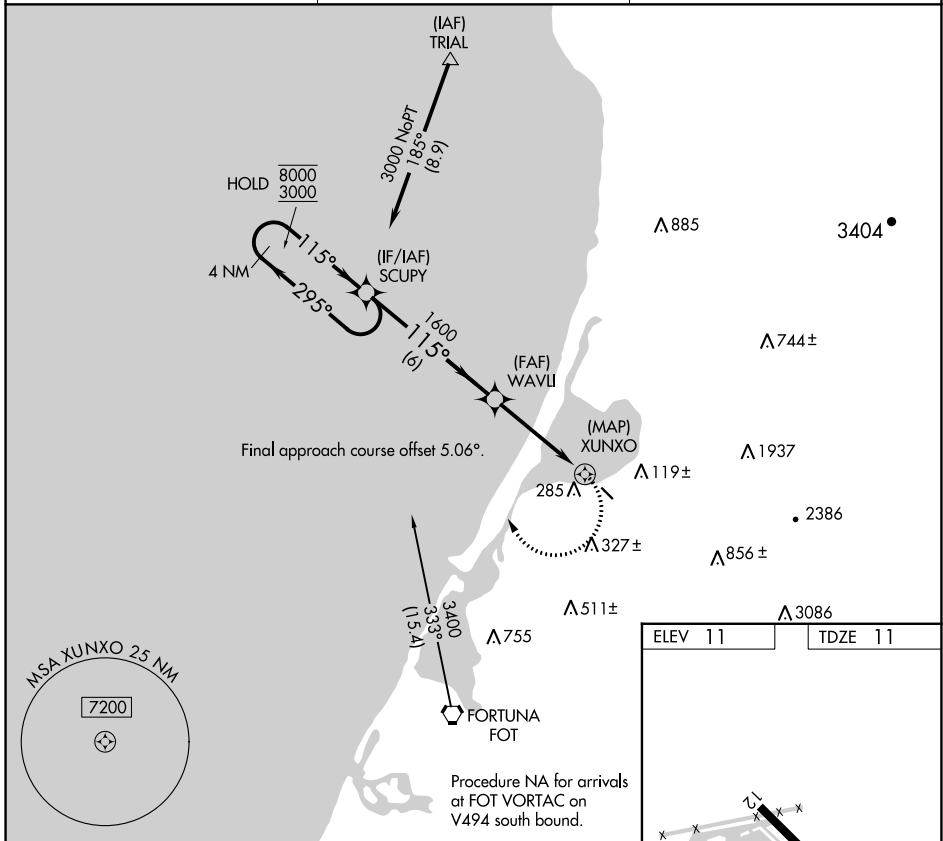 (IAF)
TRIAL
3000 NoPT
185°
(8.9)
HOLD 8000
3000
885
3404
115°
4 NM
(IF/IAF)
SCUPY
295°
1600
115°
(6)
744±
(FAF)
WAVLI
(MAP)
XUNXO
Final approach course offset 5.06°.
1937
119±
285
2386
327±
856±
3400
333°
(15.4)
511±
3086
755
ELEV 11
TDZE 11
MSA XUNXO 25 NM
7200
FORTUNA
FOT
Procedure NA for arrivals
at FOT VORTAC on
V494 south bound.
12
X X X X X